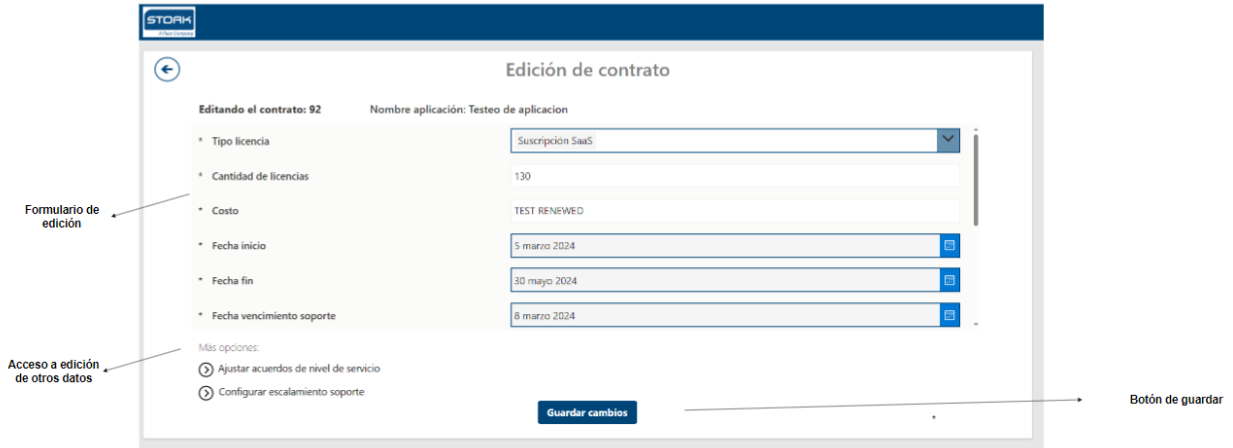 STORK
A Fluor Company
Edición de contrato
Editando el contrato: 92 Nombre aplicación: Testeo de aplicacion
* Tipo licencia Suscripción SaaS
* Cantidad de licencias 130
* Costo TEST RENEWED
* Fecha inicio 5 marzo 2024
* Fecha fin 30 mayo 2024
* Fecha vencimiento soporte 8 marzo 2024
Más opciones:
Ajustar acuerdos de nivel de servicio
Configurar escalamiento soporte
Guardar cambios
Formulario de
edición
Acceso a edición
de otros datos
Botón de guardar